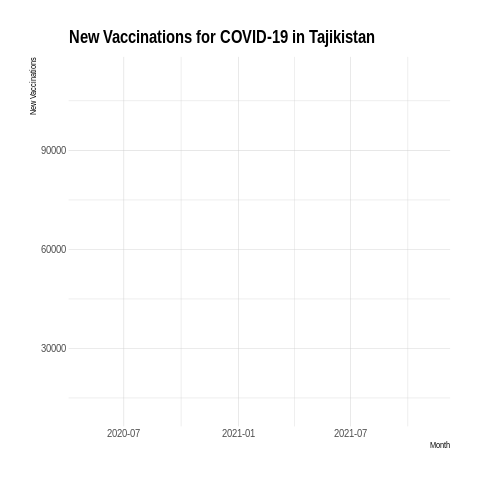 New Vaccinations for COVID-19 in Tajikistan
New Vaccinations
90000
60000
30000
2020-07 2021-01 2021-07
Month